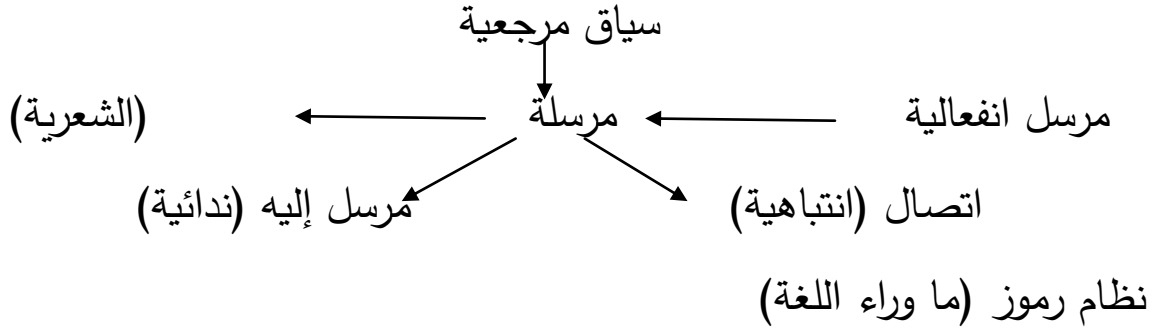 سياق مرجعية
مرسل انفعالية مرسلة (الشعرية)
اتصال (انتباهية) مرسل إليه (ندائية)
نظام رموز (ما وراء اللغة)